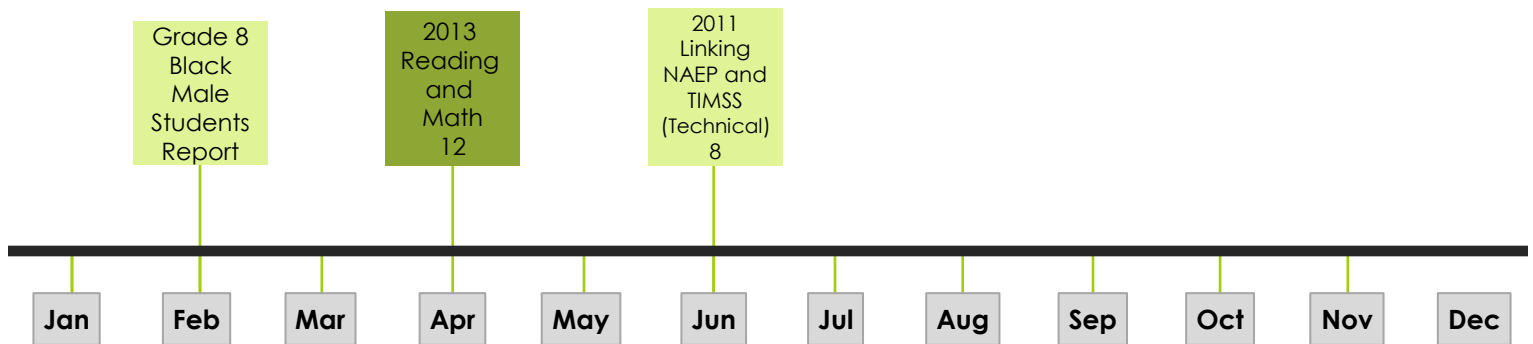 Grade 8
Black
Male
Students
Report
2013
Reading
and
Math
12
2011
Linking
NAEP and
TIMSS
(Technical)
8
Jan
Feb
Mar
Apr
May
Jun
Jul
Aug
Sep
Oct
Nov
Dec